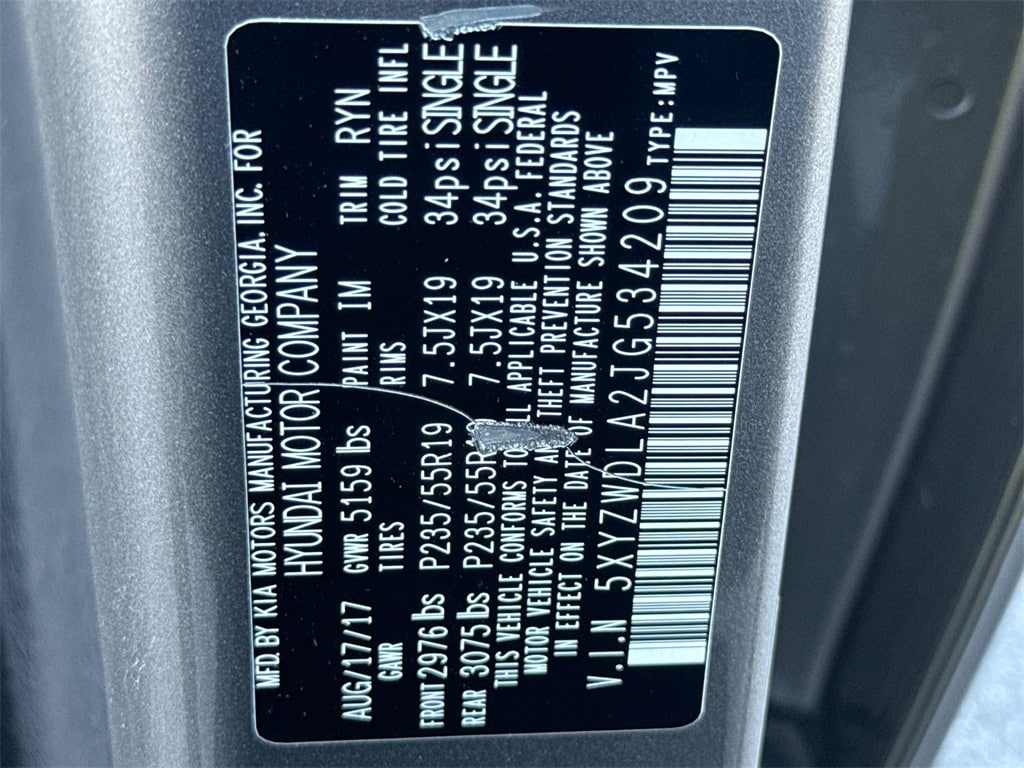 MFD. BY KIA MOTORS MANUFACTURING GEORGIA, INC. FOR
HYUNDAI MOTOR COMPANY
AUG/17/17 GVWR 5159 lbs PAINT IM TRIM RYN
GAWR TIRES RIMS COLD TIRE INFL
FRONT 2976 lbs P235/55R19 7.5JX19 34psi SINGLE
REAR 3075 lbs P235/55R 7.5JX19 34psi SINGLE
THIS VEHICLE CONFORMS TO APPLICABLE U.S.A. FEDERAL
MOTOR VEHICLE SAFETY THEFT PREVENTION STANDARDS
IN EFFECT ON THE DATE OF MANUFACTURE SHOWN ABOVE
V.I.N 5XYZWDLA2JG534209 TYPE:MPV